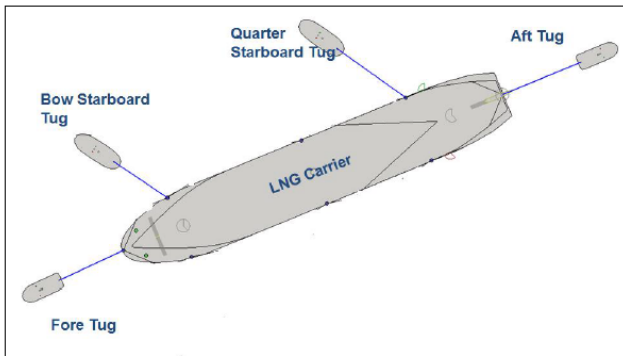 Quarter
Starboard Tug
Aft Tug
Bow Starboard
Tug
LNG Carrier
Fore Tug